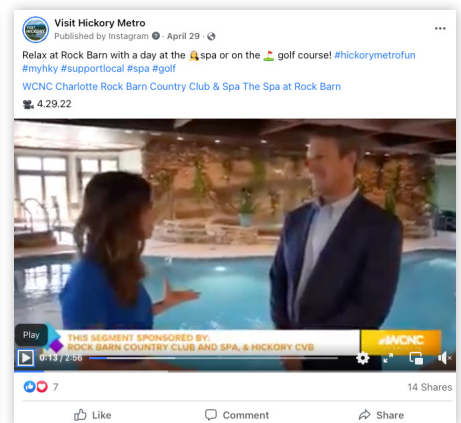 Visit Hickory Metro
Published by Instagram · April 29 ·
Relax at Rock Barn with a day at the spa or on the golf course! #hickorymetrofun
#myhky #supportlocal #spa #golf
WCNC Charlotte Rock Barn Country Club & Spa The Spa at Rock Barn
4.29.22
Play
THIS SEGMENT SPONSORED BY:
ROCK BARN COUNTRY CLUB AND SPA, & HICKORY CVB
WCNC
0:13 / 2:56
7
14 Shares
Like
Comment
Share